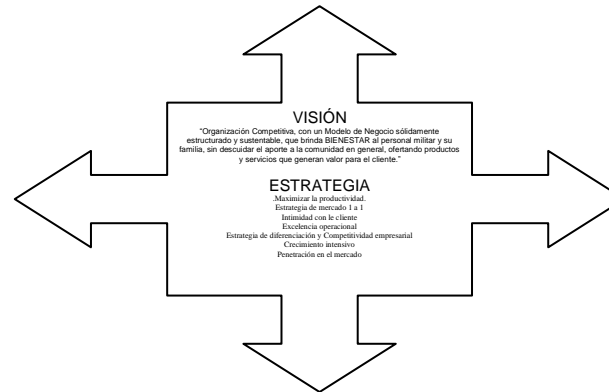 VISIÓN
"Organización Competitiva, con un Modelo de Negocio sólidamente
estructurado y sustentable, que brinda BIENESTAR al personal militar y su
familia, sin descuidar el aporte a la comunidad en general, ofertando productos
y servicios que generan valor para el cliente."
ESTRATEGIA
.Maximizar la productividad.
Estrategia de mercado 1 a 1
Intimidad con le cliente
Excelencia operacional
Estrategia de diferenciación y Competitividad empresarial
Crecimiento intensivo
Penetración en el mercado